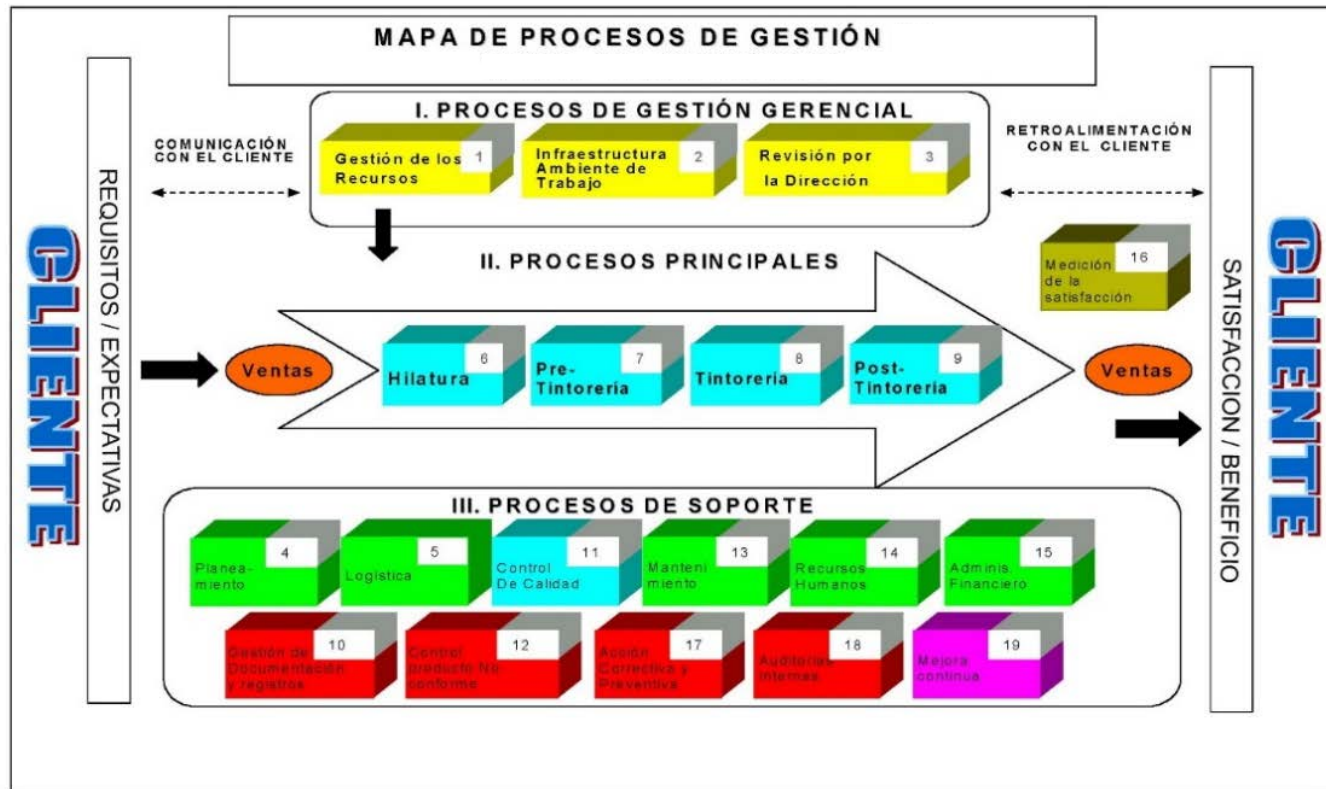 MAPA DE PROCESOS DE GESTIÓN
I. PROCESOS DE GESTIÓN GERENCIAL
COMUNICACIÓN
CON EL CLIENTE
Gestión de los
Recursos
1
Infraestructura
Ambiente de
Trabajo
2
Revisión por
la Dirección
3
RETROALIMENTACIÓN
CON EL CLIENTE
CLIENTE
REQUISITOS / EXPECTATIVAS
II. PROCESOS PRINCIPALES
Medición
de la
satisfacción
16
Ventas
Hilatura
6
Pre-
Tintorería
7
Tintorería
8
Post-
Tintorería
9
Ventas
SATISFACCION / BENEFICIO
CLIENTE
III. PROCESOS DE SOPORTE
Planea-
miento
4
Logística
5
Control
De Calidad
11
Manteni
miento
13
Recursos
Humanos
14
Adminis.
Financiero
15
Gestión de
Documentación
y registros
10
Control
producto No
conforme
12
Acción
Correctiva y
Preventiva
17
Auditorías
internas
18
Mejora
continua
19